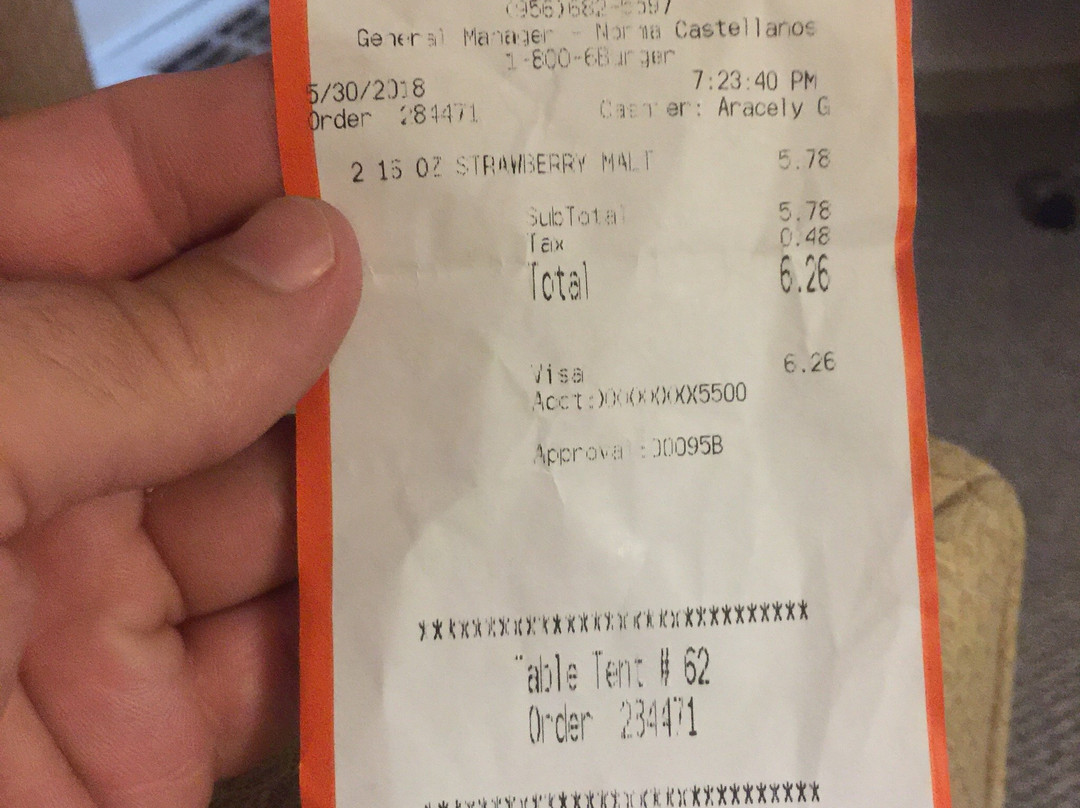 General Manager - Norma Castellanos
1-800-6Burger
5/30/2018 7:23:40 PM
Order 284471 Cashier: Aracely G
2 16 OZ STRAWBERRY MALT 5.78
SubTotal 5.78
Tax 0.48
Total 6.26
Visa 6.26
Acct:XXXXXXXX5500
Approval:00095B
******************************
Table Tent # 62
Order 284471
******************************